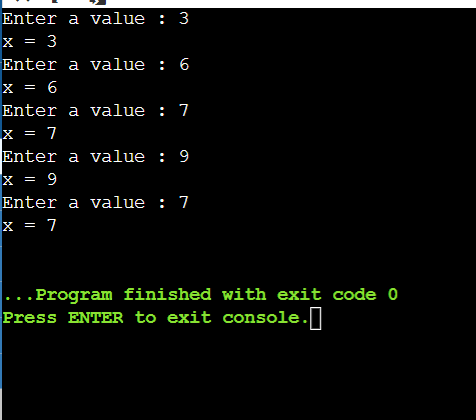 Enter a value : 3
x = 3
Enter a value : 6
x = 6
Enter a value : 7
x = 7
Enter a value : 9
x = 9
Enter a value : 7
x = 7
...Program finished with exit code 0
Press ENTER to exit console.